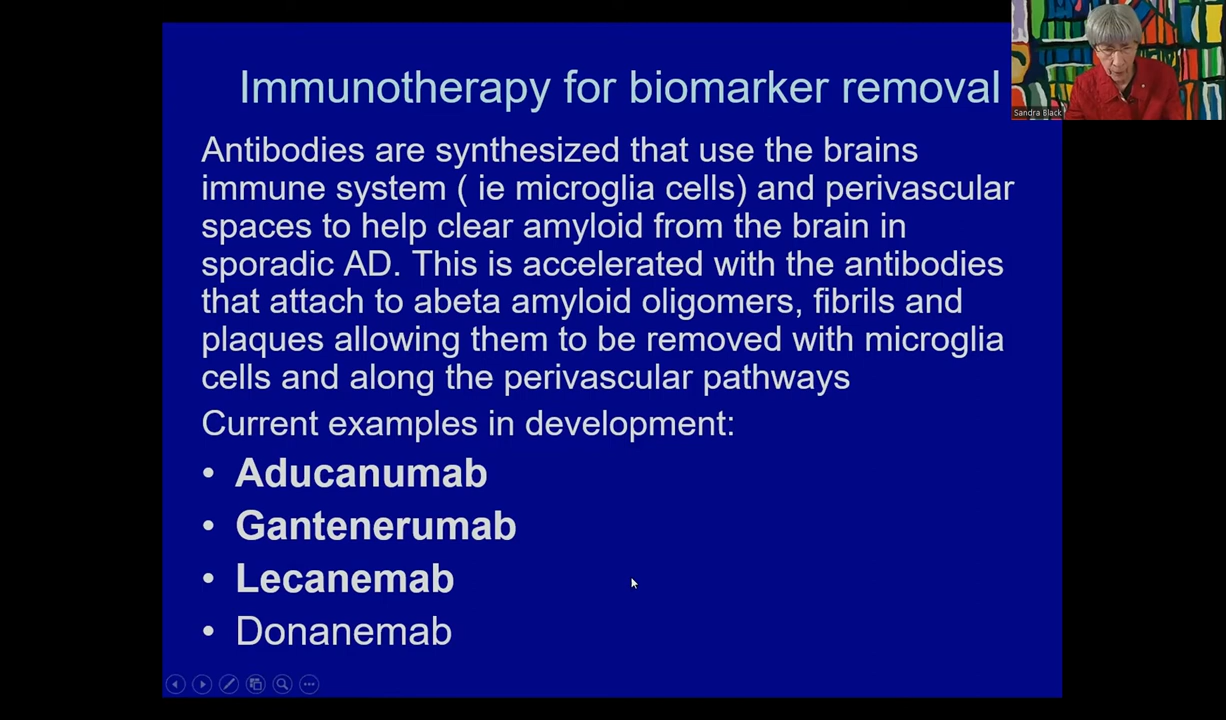 Immunotherapy for biomarker removal
Sandra Black
Antibodies are synthesized that use the brains
immune system ( ie microglia cells) and perivascular
spaces to help clear amyloid from the brain in
sporadic AD. This is accelerated with the antibodies
that attach to abeta amyloid oligomers, fibrils and
plaques allowing them to be removed with microglia
cells and along the perivascular pathways
Current examples in development:
• Aducanumab
• Gantenerumab
• Lecanemab
• Donanemab